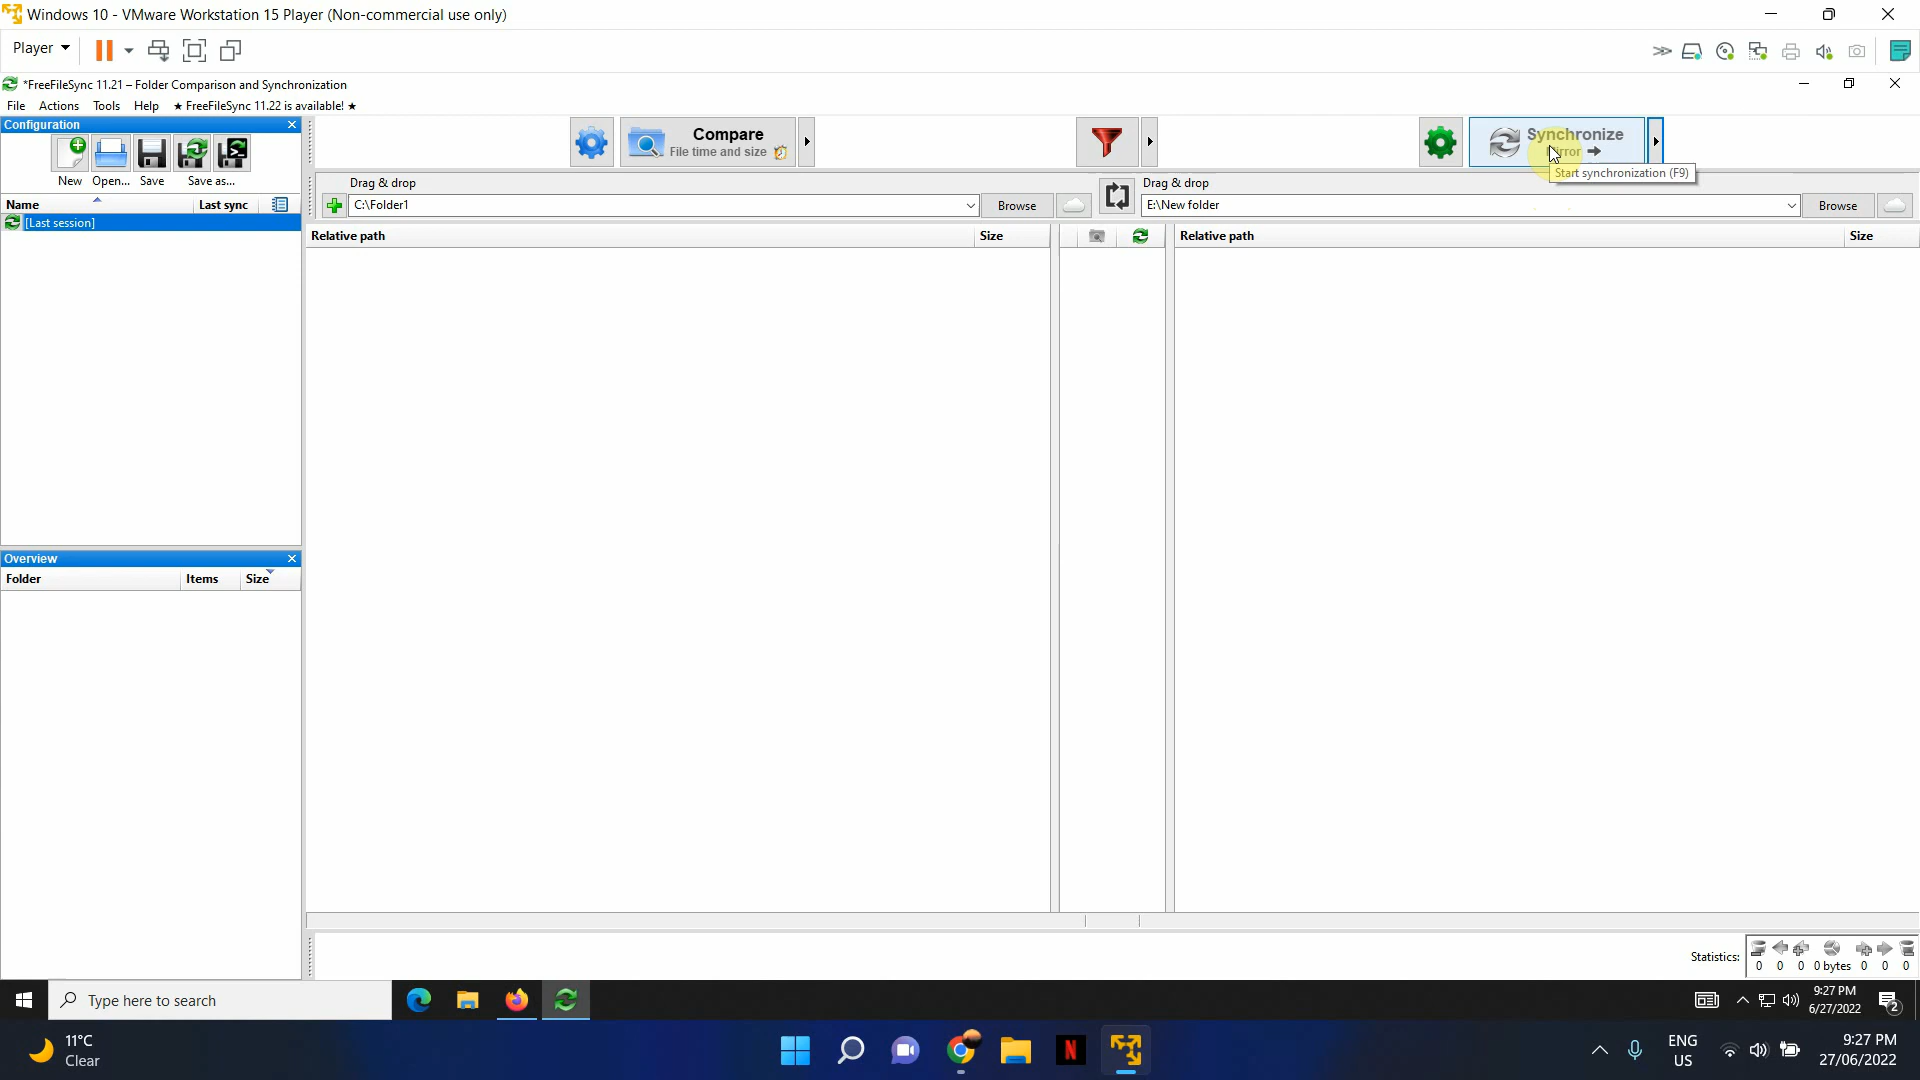 Windows 10 - VMware Workstation 15 Player (Non-commercial use only)
Player
*FreeFileSync 11.21 – Folder Comparison and Synchronization
File Actions Tools Help ★ FreeFileSync 11.22 is available! ★
Configuration
New Open... Save Save as...
Name Last sync
[Last session]
Compare
File time and size
Synchronize
Mirror
Start synchronization (F9)
Drag & drop
C:\Folder1
Browse
Drag & drop
E:\New folder
Browse
Relative path Size
Relative path Size
Overview
Folder Items Size
Statistics:
0 0 0 0 bytes 0 0 0
Type here to search
9:27 PM
6/27/2022
2
11°C
Clear
N
ENG
US
9:27 PM
27/06/2022